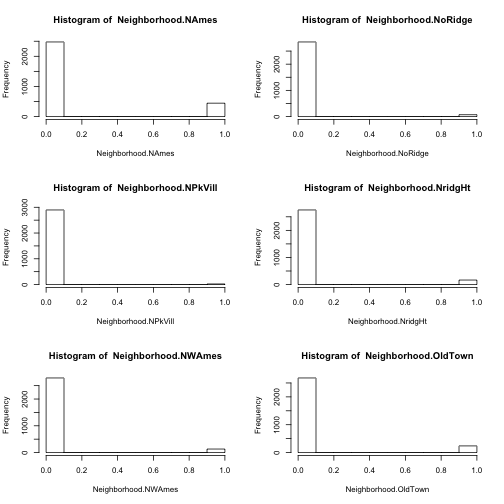 Histogram of Neighborhood.NAmes
Frequency
0 1000 2000
0.0 0.2 0.4 0.6 0.8 1.0
Neighborhood.NAmes
Histogram of Neighborhood.NoRidge
Frequency
0 1000 2000
0.0 0.2 0.4 0.6 0.8 1.0
Neighborhood.NoRidge
Histogram of Neighborhood.NPkVill
Frequency
0 1000 2000 3000
0.0 0.2 0.4 0.6 0.8 1.0
Neighborhood.NPkVill
Histogram of Neighborhood.NridgHt
Frequency
0 1000 2000
0.0 0.2 0.4 0.6 0.8 1.0
Neighborhood.NridgHt
Histogram of Neighborhood.NWAmes
Frequency
0 1000 2000
0.0 0.2 0.4 0.6 0.8 1.0
Neighborhood.NWAmes
Histogram of Neighborhood.OldTown
Frequency
0 1000 2000
0.0 0.2 0.4 0.6 0.8 1.0
Neighborhood.OldTown